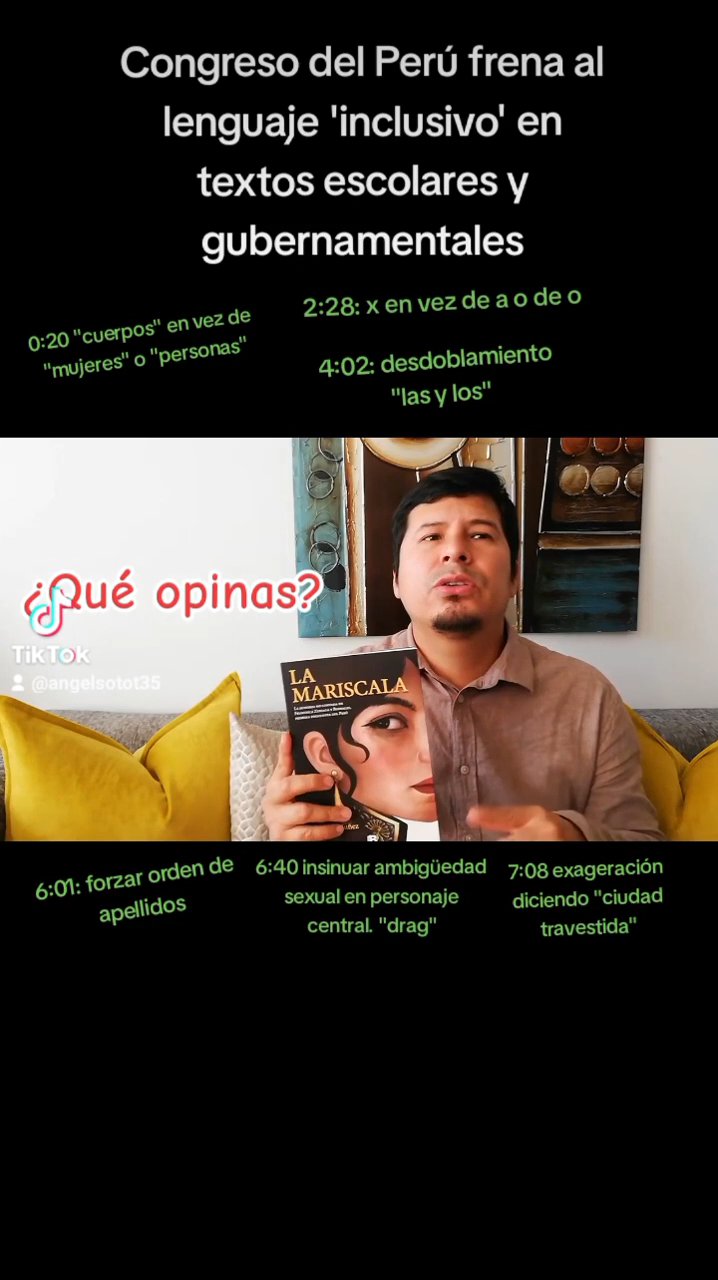 Congreso del Perú frena al
lenguaje 'inclusivo' en
textos escolares y
gubernamentales
0:20 "cuerpos" en vez de
"mujeres" o "personas"
2:28: x en vez de a o de o
4:02: desdoblamiento
"las y los"
¿Qué opinas?
TikTok
@angelsotot35
LA
MARISCALA
6:01: forzar orden de
apellidos
6:40 insinuar ambigüedad
sexual en personaje
central. "drag"
7:08 exageración
diciendo "ciudad
travestida"